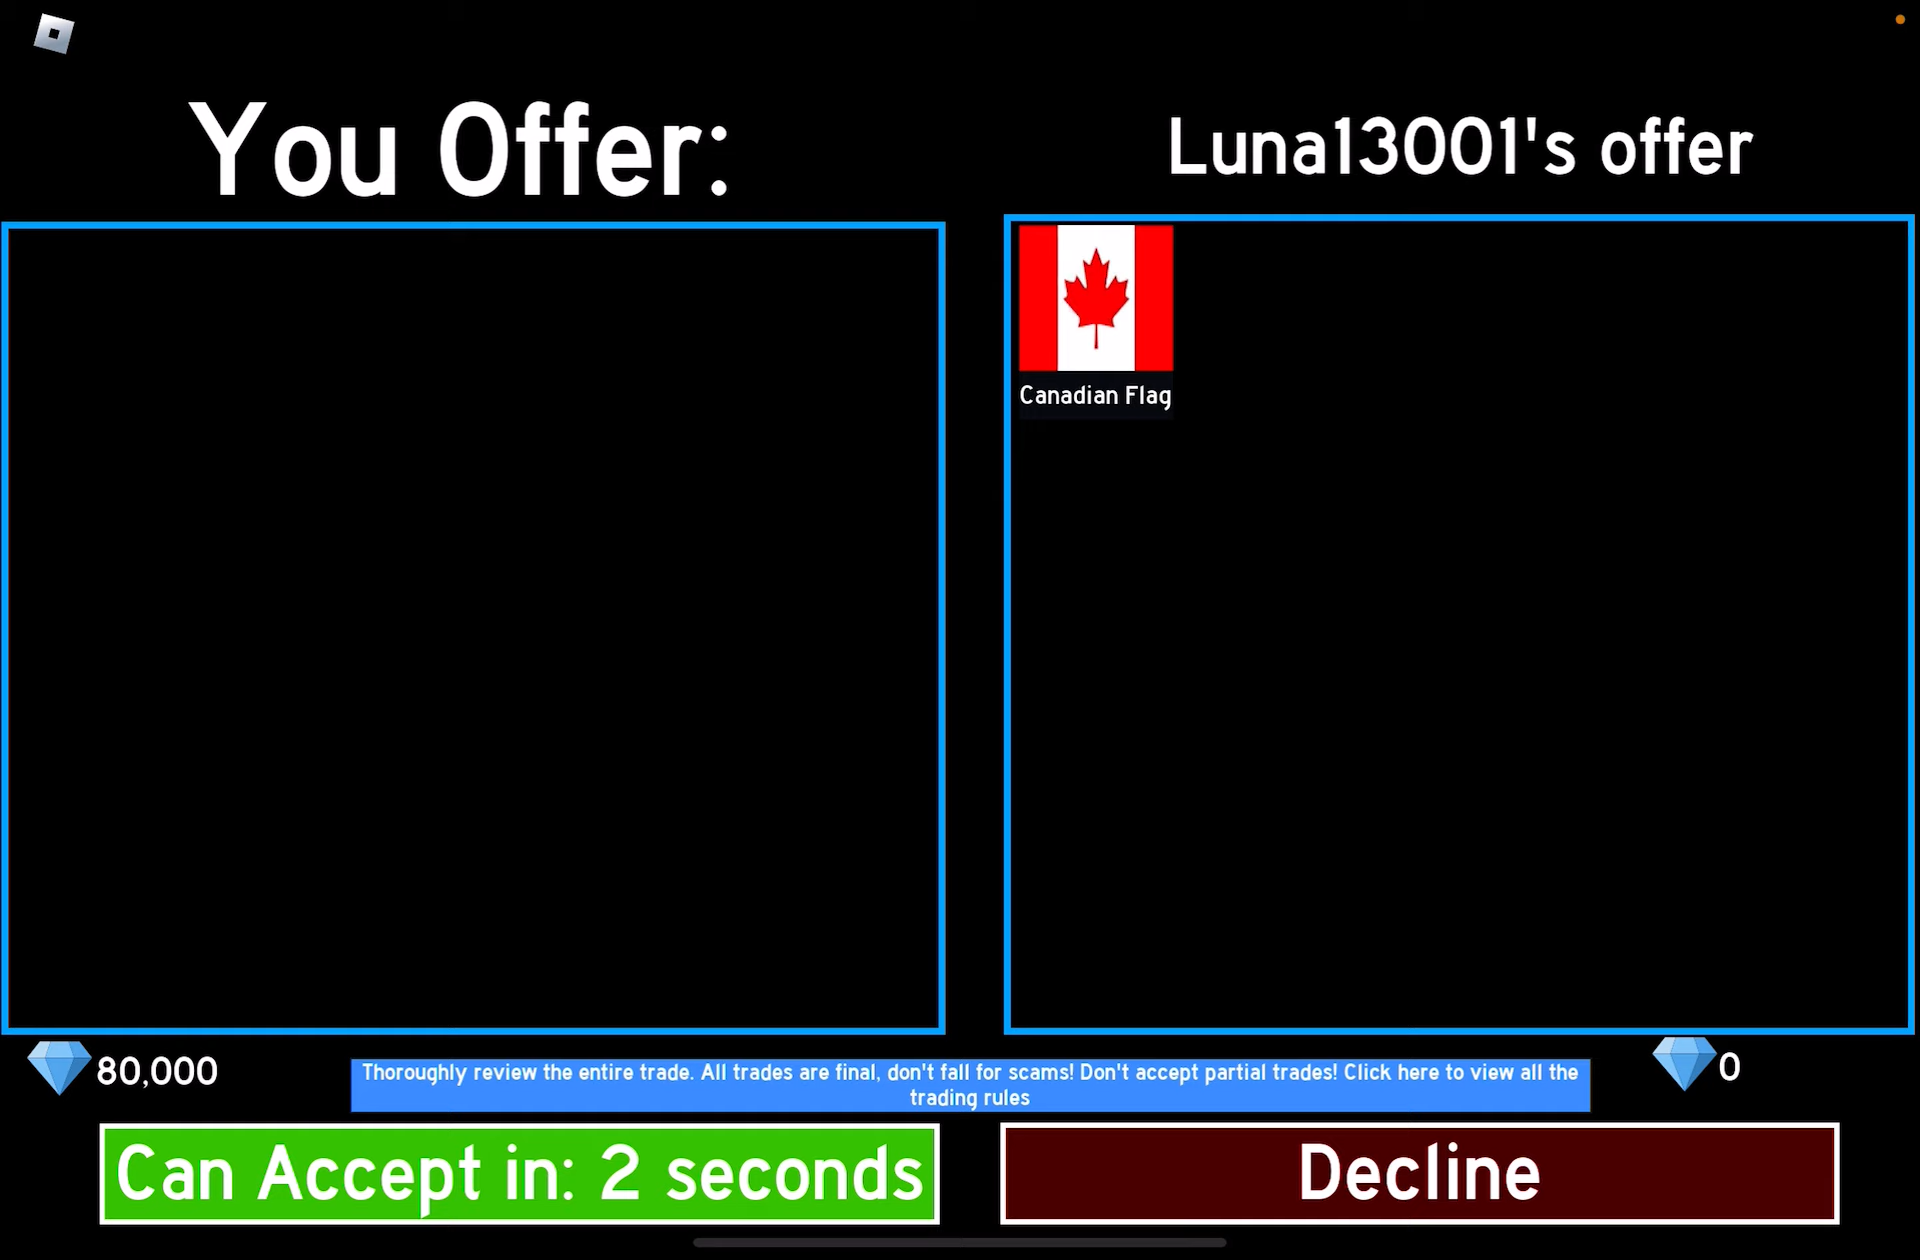 You Offer:
Luna13001's offer
Canadian Flag
80,000
Thoroughly review the entire trade. All trades are final, don't fall for scams! Don't accept partial trades! Click here to view all the
trading rules
0
Can Accept in: 2 seconds
Decline